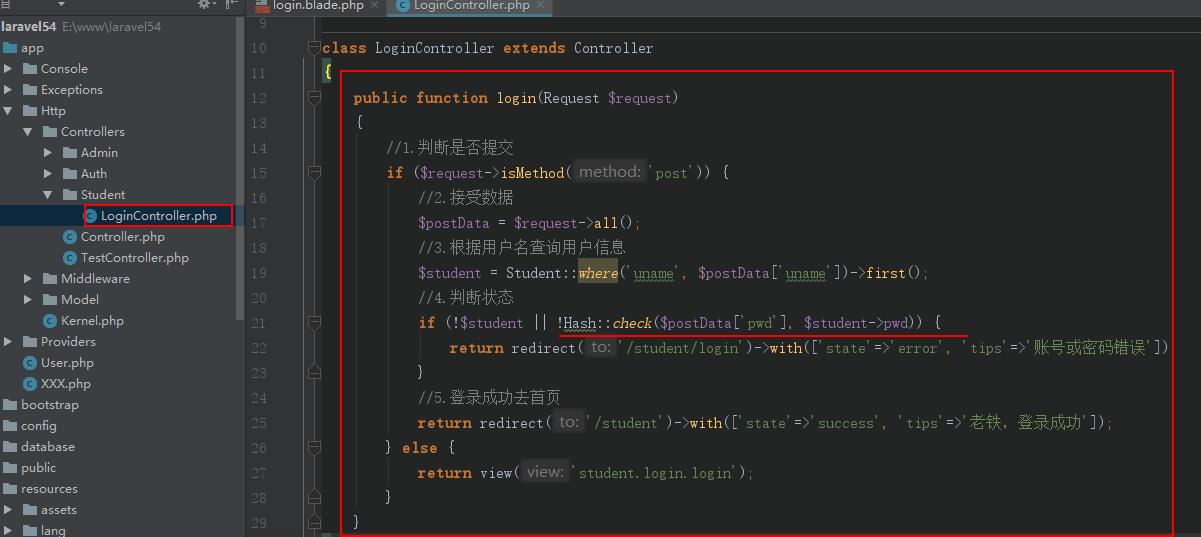 login.blade.php
LoginController.php
laravel54 E:\www\laravel54
app
Console
Exceptions
Http
Controllers
Admin
Auth
Student
LoginController.php
Controller.php
TestController.php
Middleware
Model
Kernel.php
Providers
User.php
XXX.php
bootstrap
config
database
public
resources
assets
lang
9
10 class LoginController extends Controller
11 {
12 public function login(Request $request)
13 {
14 //1.判断是否提交
15 if ($request->isMethod( method: 'post')) {
16 //2.接受数据
17 $postData = $request->all();
18 //3.根据用户名查询用户信息
19 $student = Student::where('uname', $postData['uname'])->first();
20 //4.判断状态
21 if (!$student || !Hash::check($postData['pwd'], $student->pwd)) {
22 return redirect( to: '/student/login')->with(['state'=>'error', 'tips'=>'账号或密码错误'])
23 }
24 //5.登录成功去首页
25 return redirect( to: '/student')->with(['state'=>'success', 'tips'=>'老铁，登录成功']);
26 } else {
27 return view( view: 'student.login.login');
28 }
29 }